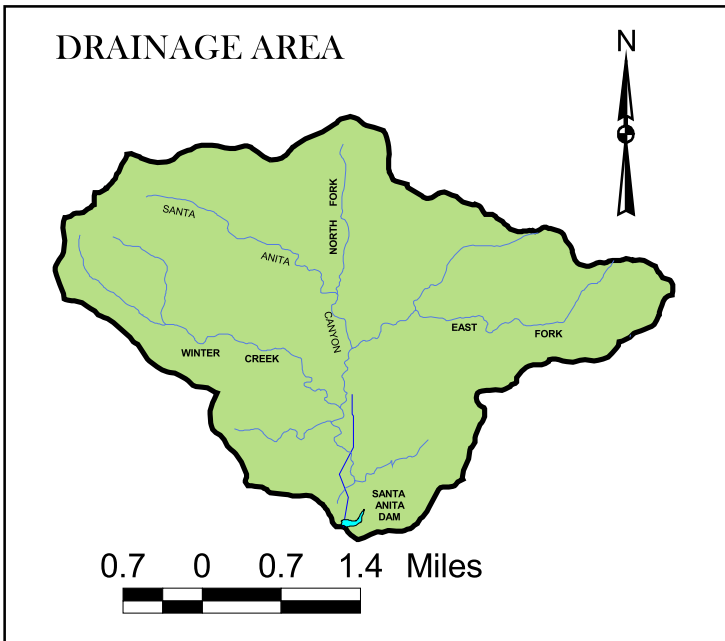 DRAINAGE AREA
N
NORTH FORK
SANTA
ANITA
CANYON
EAST
FORK
WINTER CREEK
SANTA
ANITA
DAM
0.7 0 0.7 1.4 Miles